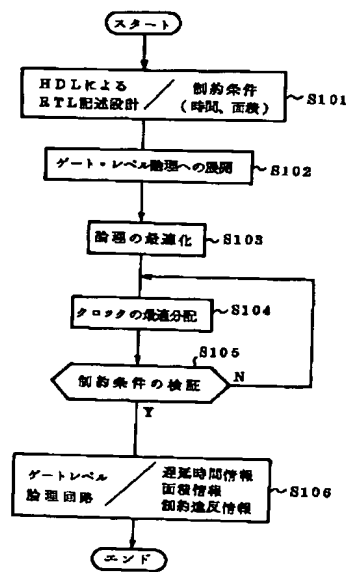 スタート
HDLによる
RTL記述設計
制約条件
(時間、面積)
S101
ゲート・レベル論理への展開
S102
論理の最適化
S103
クロックの最適分配
S104
S105
制約条件の検証
N
Y
ゲートレベル
論理回路
遅延時間情報
面積情報
制約違反情報
S106
エンド